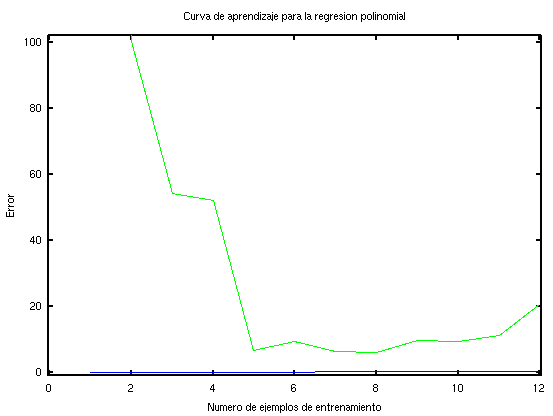 Curva de aprendizaje para la regresion polinomial
100
80
60
40
20
0
Error
0 2 4 6 8 10 12
Numero de ejemplos de entrenamiento